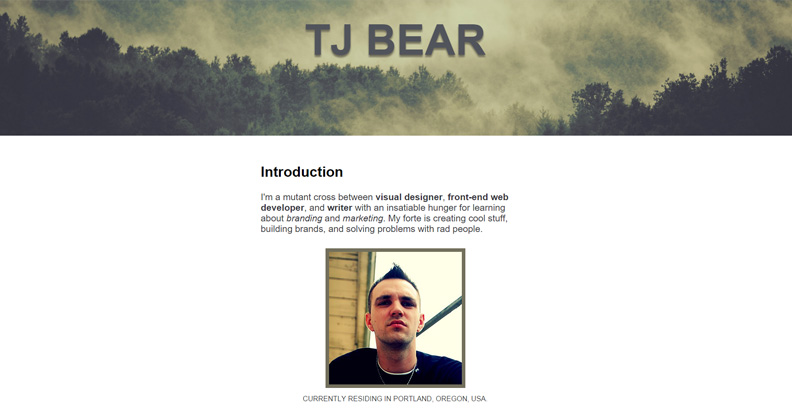 TJ BEAR
Introduction
I'm a mutant cross between visual designer, front-end web
developer, and writer with an insatiable hunger for learning
about branding and marketing. My forte is creating cool stuff,
building brands, and solving problems with rad people.
CURRENTLY RESIDING IN PORTLAND, OREGON, USA.